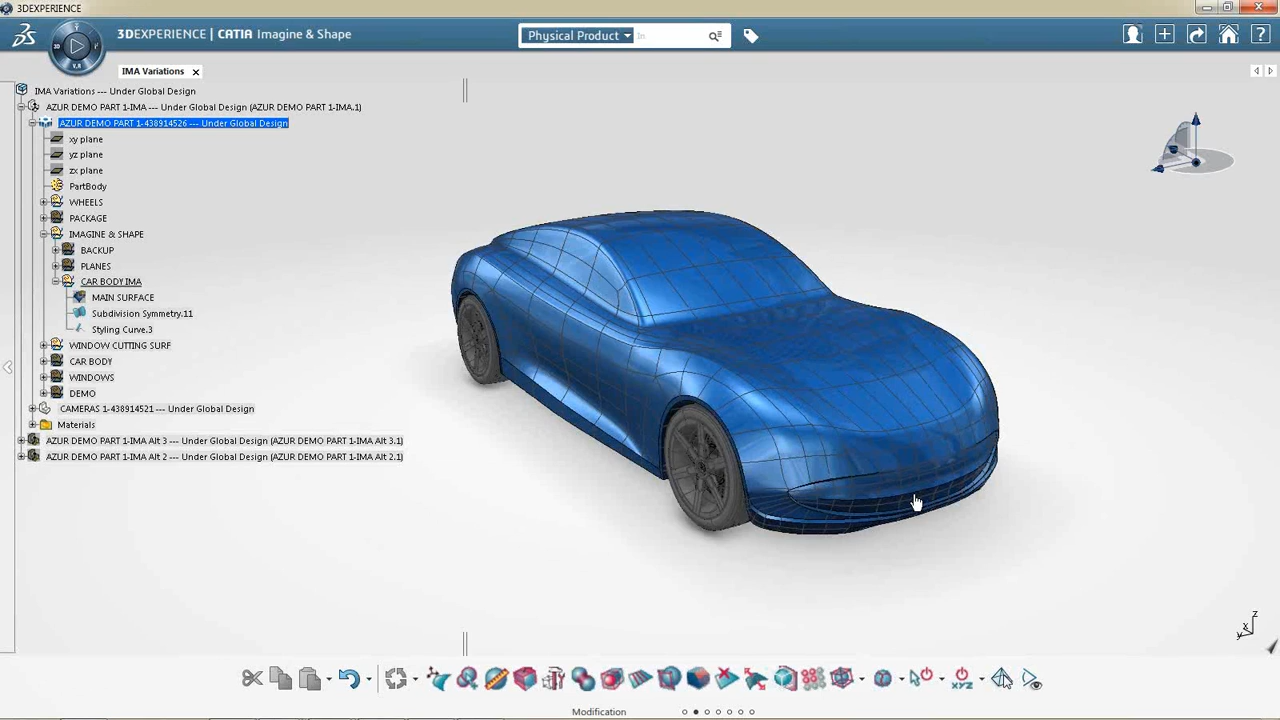 3DEXPERIENCE
3DEXPERIENCE | CATIA Imagine & Shape
Physical Product
In
3D
V.R
IMA Variations
IMA Variations --- Under Global Design
AZUR DEMO PART 1-IMA --- Under Global Design (AZUR DEMO PART 1-IMA.1)
AZUR DEMO PART 1-438914526 --- Under Global Design
xy plane
yz plane
zx plane
PartBody
WHEELS
PACKAGE
IMAGINE & SHAPE
BACKUP
PLANES
CAR BODY IMA
MAIN SURFACE
Subdivision Symmetry.11
Styling Curve.3
WINDOW CUTTING SURF
CAR BODY
WINDOWS
DEMO
CAMERAS 1-438914521 --- Under Global Design
Materials
AZUR DEMO PART 1-IMA Alt 3 --- Under Global Design (AZUR DEMO PART 1-IMA Alt 3.1)
AZUR DEMO PART 1-IMA Alt 2 --- Under Global Design (AZUR DEMO PART 1-IMA Alt 2.1)
z
x
y
XYZ
Modification